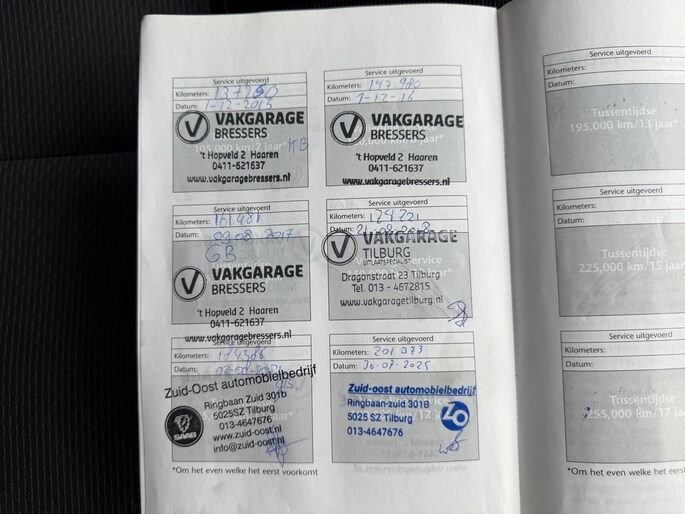 Service uitgevoerd
Kilometers: 137290
Datum: 1-12-2015
VAKGARAGE
BRESSERS
't Hopveld 2 Haaren
0411-621637
www.vakgaragebressers.nl
Service uitgevoerd
Kilometers: 147980
Datum: 1-12-16
VAKGARAGE
BRESSERS
't Hopveld 2 Haaren
0411-621637
www.vakgaragebressers.nl
Service uitgevoerd
Kilometers: 161481
Datum: 09-08-2017
GB
VAKGARAGE
BRESSERS
't Hopveld 2 Haaren
0411-621637
www.vakgaragebressers.nl
Service uitgevoerd
Kilometers:
Datum:
VAKGARAGE
TILBURG
UITLAATSPECIALIST
Dragonstraat 23 Tilburg
Tel. 013 - 4672815
www.vakgaragetilburg.nl
Service uitgevoerd
Kilometers:
Datum:
Zuid-Oost automobielbedrijf
Ringbaan Zuid 301b
5025SZ Tilburg
013-4647676
www.zuid-oost.nl
info@zuid-oost.nl
SAAB
Service uitgevoerd
Kilometers: 201 073
Datum: 30-07-2025
Zuid-oost automobielbedrijf
Ringbaan-zuid 301B
5025 SZ Tilburg
013-4647676
*Om het even welke het eerst voorkomt
Service uitgevoerd
Kilometers:
Datum:
Tussentijdse
195,000 km/13 jaar*
Service uitgevoerd
Kilometers:
Datum:
Tussentijdse
225,000 km/15 jaar
Service uitgevoerd
Kilometers:
Datum:
Tussentijdse
255,000 km/17 jaar
*Om het even welke het eerst